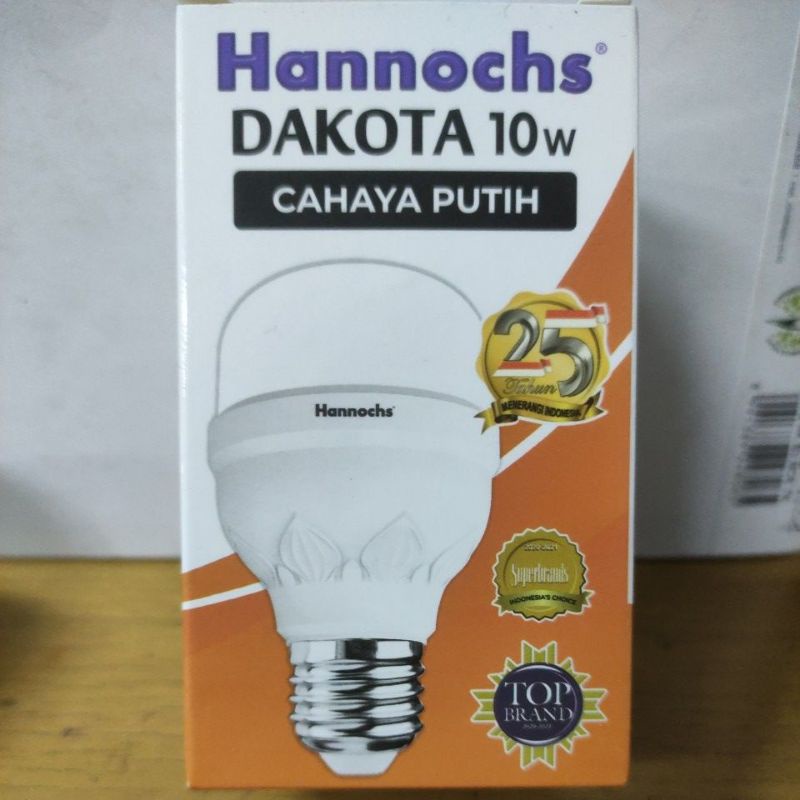 Hannochs®
DAKOTA 10W
CAHAYA PUTIH
25
Tahun
MENERANGI INDONESIA
Hannochs
Superbrands
INDONESIA'S CHOICE
TOP
BRAND